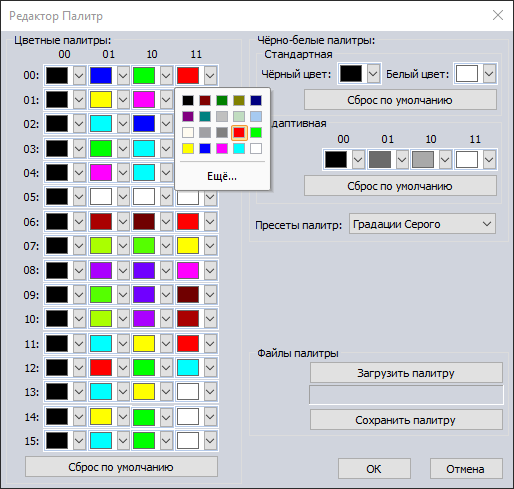 Редактор Палитр
Цветные палитры:
00 01 10 11
00:
01:
02:
03:
04:
05:
06:
07:
08:
09:
10:
11:
12:
13:
14:
15:
Сброс по умолчанию
Ещё...
Чёрно-белые палитры:
Стандартная
Чёрный цвет:
Белый цвет:
Сброс по умолчанию
даптивная
00 01 10 11
Сброс по умолчанию
Пресеты палитр:
Градации Серого
Файлы палитры
Загрузить палитру
Сохранить палитру
ОК
Отмена